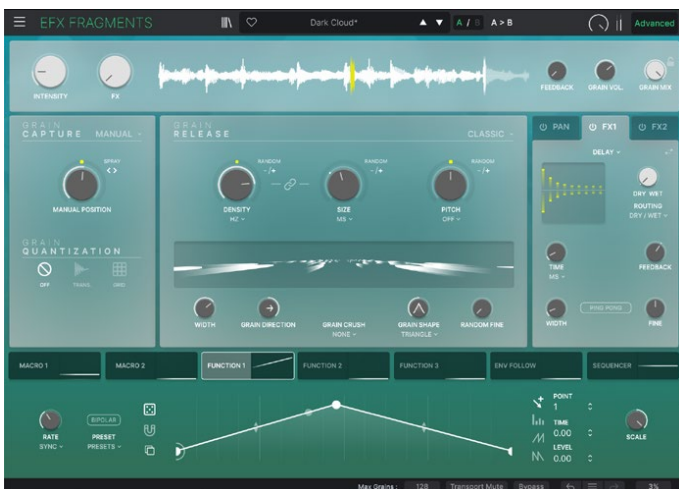 EFX FRAGMENTS
Dark Cloud*
A / B
A > B
Advanced
INTENSITY
FX
FEEDBACK
GRAIN VOL.
GRAIN MIX
GRAIN
CAPTURE
MANUAL
SPRAY
MANUAL POSITION
GRAIN
QUANTIZATION
OFF
TRANS.
GRID
GRAIN
RELEASE
CLASSIC
RANDOM
-/+
RANDOM
-/+
RANDOM
-/+
DENSITY
HZ
SIZE
MS
PITCH
OFF
WIDTH
GRAIN DIRECTION
GRAIN CRUSH
NONE
GRAIN SHAPE
TRIANGLE
RANDOM FINE
PAN
FX1
FX2
DELAY
DRY WET
ROUTING
DRY / WET
TIME
MS
FEEDBACK
WIDTH
PING PONG
FINE
MACRO 1
MACRO 2
FUNCTION 1
FUNCTION 2
FUNCTION 3
ENV FOLLOW
SEQUENCER
RATE
SYNC
BIPOLAR
PRESET
PRESETS
POINT
1
TIME
0.00
LEVEL
0.00
SCALE
Max Grains : 128
Transport Mute
Bypass
3%